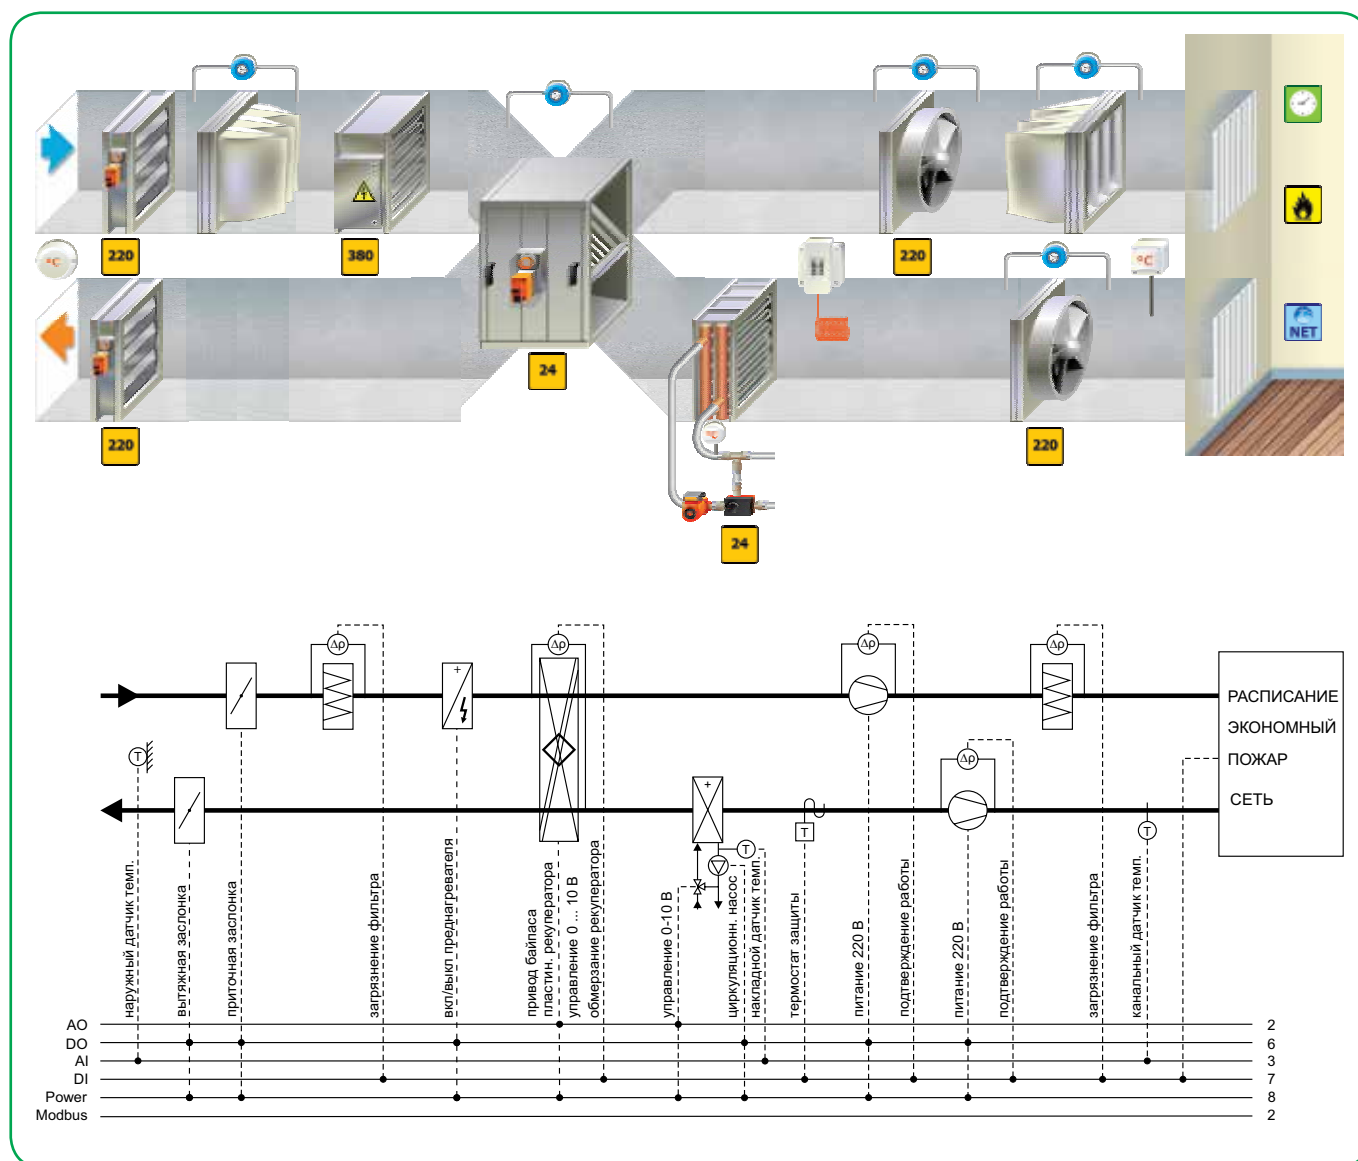 °C
220
380
24
220
°C
NET
220
°C
220
24
Δρ
Δρ
Δρ
Δρ
+
РАСПИСАНИЕ
ЭКОНОМНЫЙ
ПОЖАР
СЕТЬ
T
Δρ
+
T
T
T
наружный датчик темп.
вытяжная заслонка
приточная заслонка
загрязнение фильтра
вкл/выкл преднагревателя
привод байпаса
пластин. рекуператора
управление 0 ... 10 В
обмерзание рекуператора
управление 0-10 В
циркуляционн. насос
накладной датчик темп.
термостат защиты
питание 220 В
подтверждение работы
питание 220 В
подтверждение работы
загрязнение фильтра
канальный датчик темп.
AO 2
DO 6
AI 3
DI 7
Power 8
Modbus 2